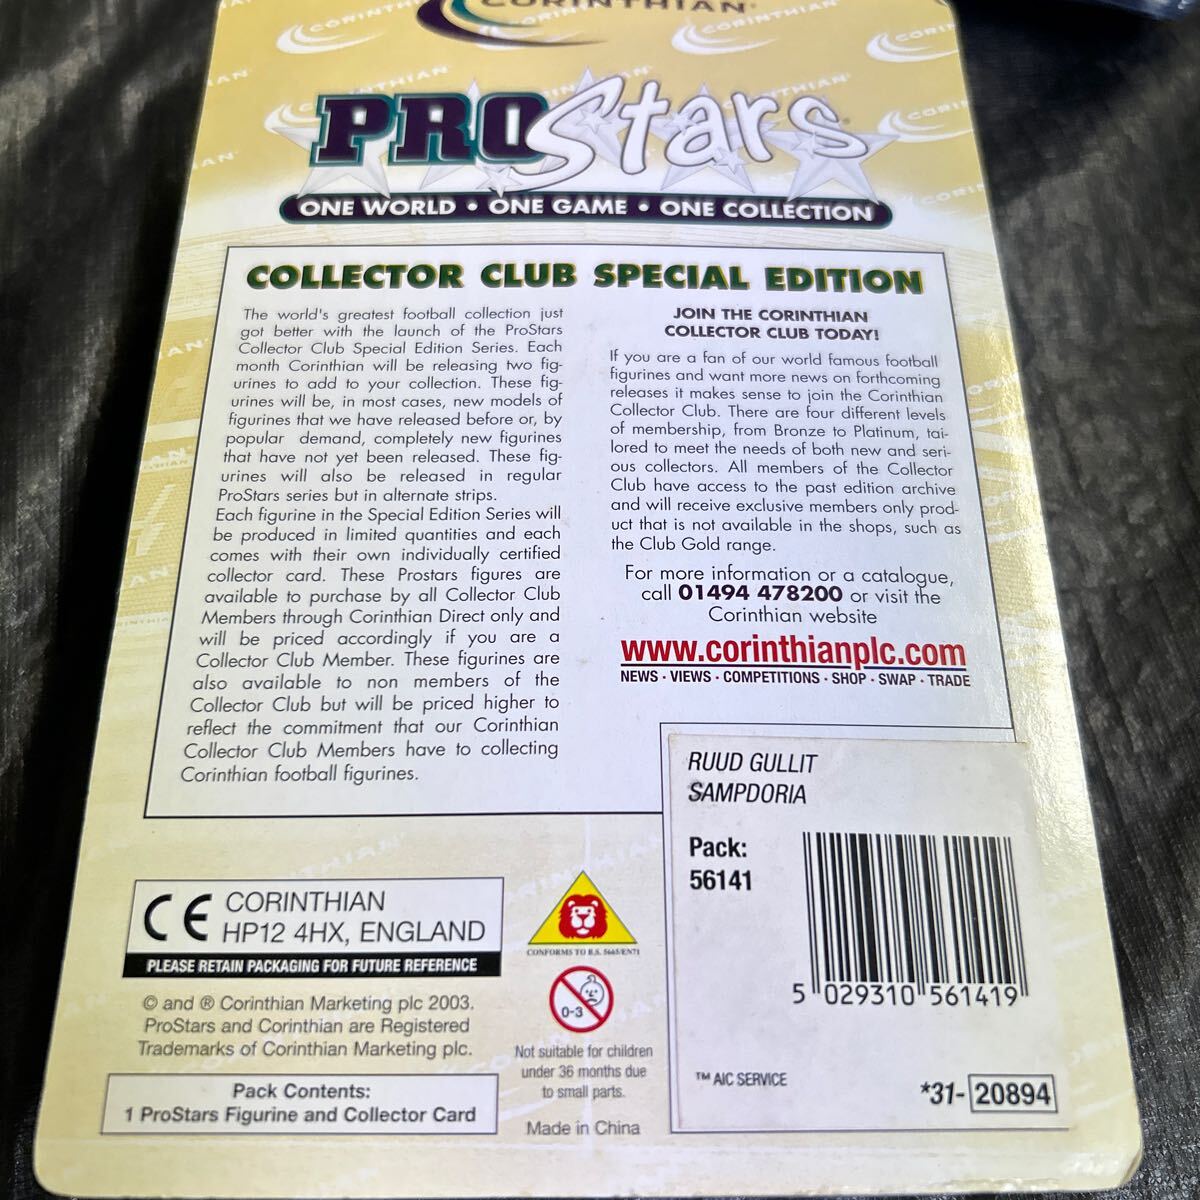 CORINTHIAN
PROStars
ONE WORLD • ONE GAME • ONE COLLECTION
COLLECTOR CLUB SPECIAL EDITION
The world's greatest football collection just
got better with the launch of the ProStars
Collector Club Special Edition Series. Each
month Corinthian will be releasing two fig-
urines to add to your collection. These fig-
urines will be, in most cases, new models of
figurines that we have released before or, by
popular demand, completely new figurines
that have not yet been released. These fig-
urines will also be released in regular
ProStars series but in alternate strips.
Each figurine in the Special Edition Series will
be produced in limited quantities and each
comes with their own individually certified
collector card. These Prostars figures are
available to purchase by all Collector Club
Members through Corinthian Direct only and
will be priced accordingly if you are a
Collector Club Member. These figurines are
also available to non members of the
Collector Club but will be priced higher to
reflect the commitment that our Corinthian
Collector Club Members have to collecting
Corinthian football figurines.
JOIN THE CORINTHIAN
COLLECTOR CLUB TODAY!
If you are a fan of our world famous football
figurines and want more news on forthcoming
releases it makes sense to join the Corinthian
Collector Club. There are four different levels
of membership, from Bronze to Platinum, tai-
lored to meet the needs of both new and seri-
ous collectors. All members of the Collector
Club have access to the past edition archive
and will receive exclusive members only prod-
uct that is not available in the shops, such as
the Club Gold range.
For more information or a catalogue,
call 01494 478200 or visit the
Corinthian website
www.corinthianplc.com
NEWS • VIEWS • COMPETITIONS • SHOP • SWAP • TRADE
RUUD GULLIT
SAMPDORIA
Pack:
56141
5 029310 561419
™ AIC SERVICE
*31-20894
CE CORINTHIAN
HP12 4HX, ENGLAND
PLEASE RETAIN PACKAGING FOR FUTURE REFERENCE
© and ® Corinthian Marketing plc 2003.
ProStars and Corinthian are Registered
Trademarks of Corinthian Marketing plc.
Pack Contents:
1 ProStars Figurine and Collector Card
CONFORMS TO B.S. 5665/EN71
0-3
Not suitable for children
under 36 months due
to small parts.
Made in China